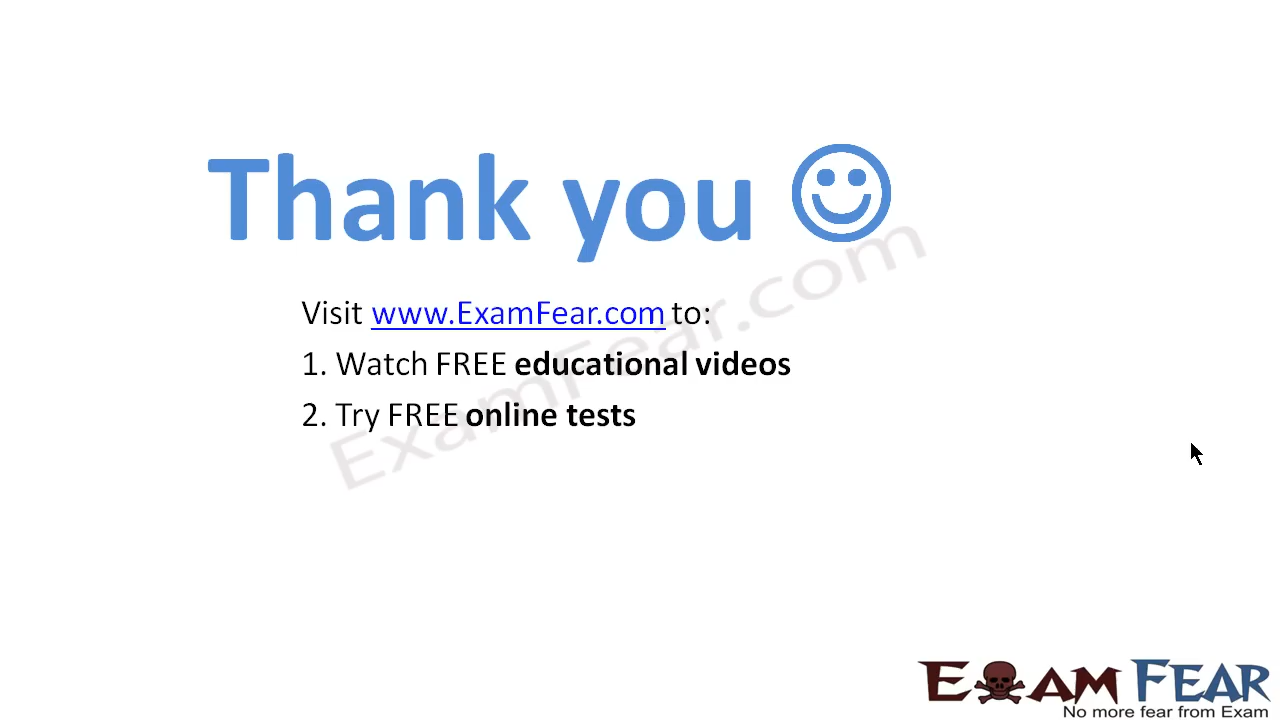 Thank you ☺
Visit www.ExamFear.com to:
1. Watch FREE educational videos
2. Try FREE online tests
ExamFear.com
EXAM FEAR
No more fear from Exam